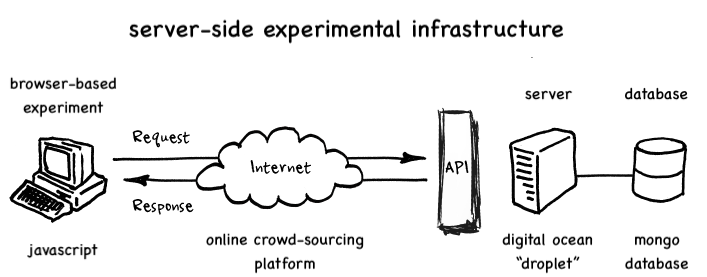 server-side experimental infrastructure
browser-based
experiment
server
database
Request
Internet
API
Response
javascript
online crowd-sourcing
platform
digital ocean
"droplet"
mongo
database